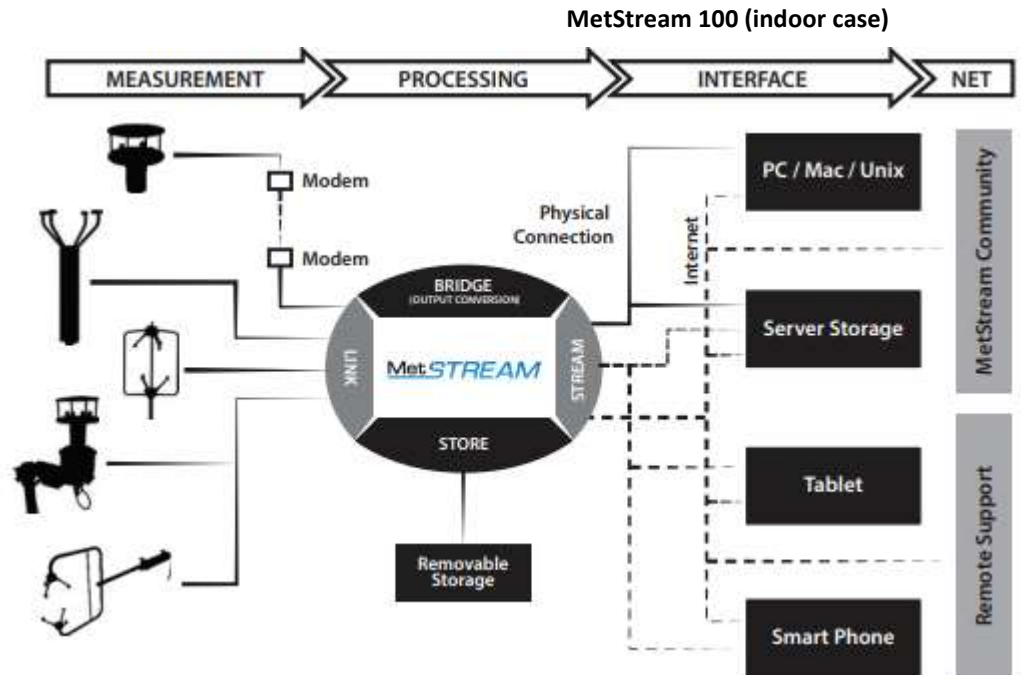 MetStream 100 (indoor case)
MEASUREMENT
PROCESSING
INTERFACE
NET
Modem
Modem
Physical
Connection
Internet
BRIDGE
(OUTPUT CONVERSION)
LINK
MetSTREAM
STREAM
STORE
Removable
Storage
PC / Mac / Unix
Server Storage
Tablet
Smart Phone
MetStream Community
Remote Support